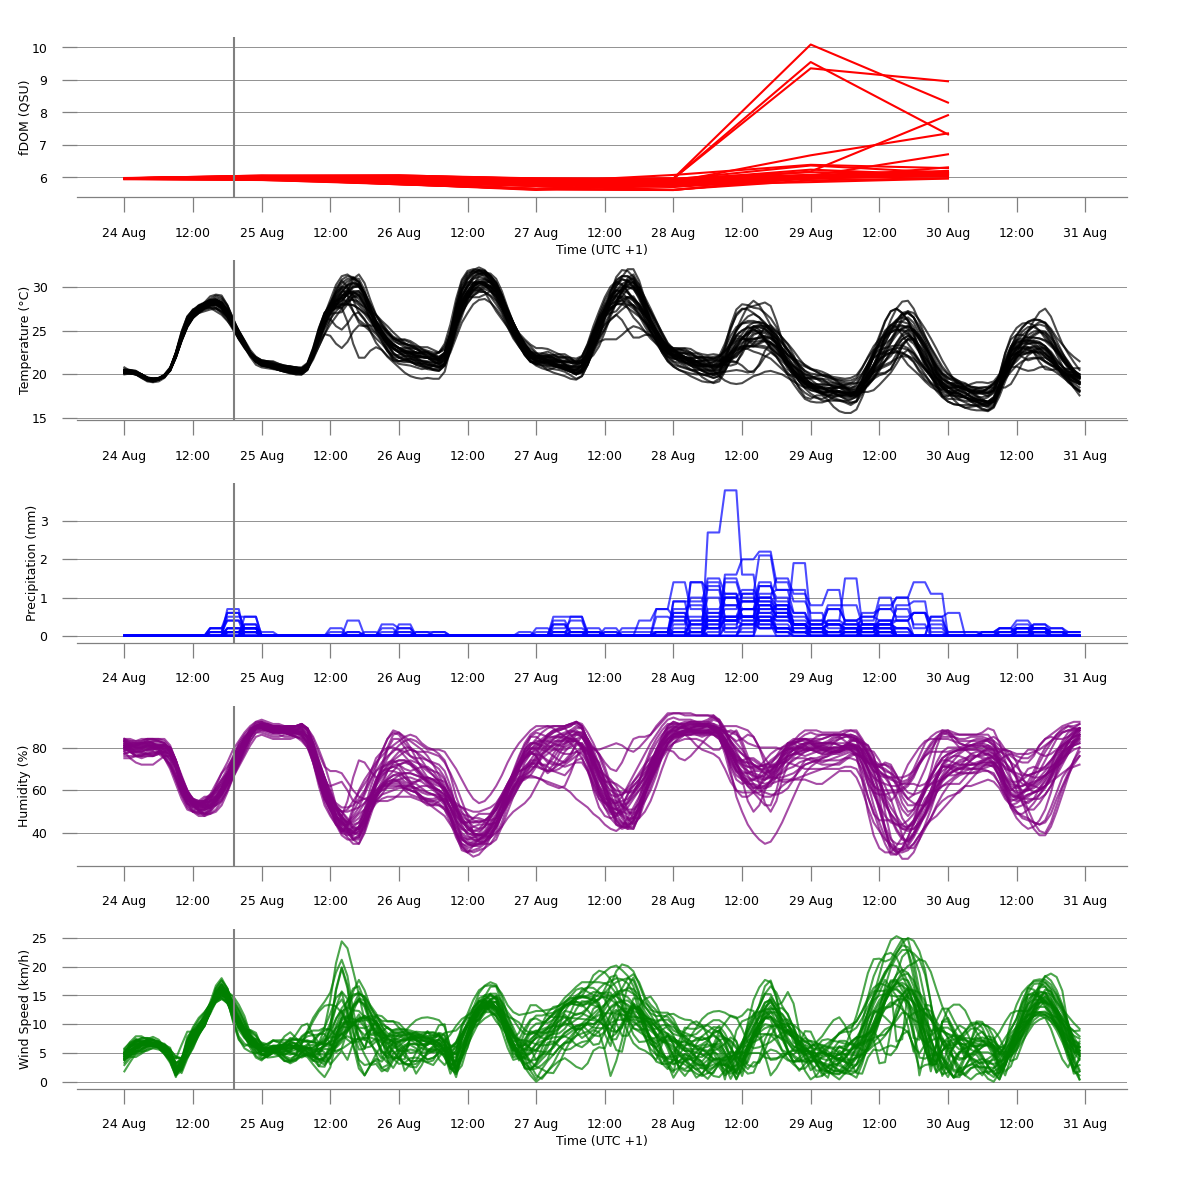 10
9
8
7
6
fDOM (QSU)
24 Aug 12:00 25 Aug 12:00 26 Aug 12:00 27 Aug 12:00 28 Aug 12:00 29 Aug 12:00 30 Aug 12:00 31 Aug
Time (UTC +1)
30
25
20
15
Temperature (°C)
24 Aug 12:00 25 Aug 12:00 26 Aug 12:00 27 Aug 12:00 28 Aug 12:00 29 Aug 12:00 30 Aug 12:00 31 Aug
3
2
1
0
Precipitation (mm)
24 Aug 12:00 25 Aug 12:00 26 Aug 12:00 27 Aug 12:00 28 Aug 12:00 29 Aug 12:00 30 Aug 12:00 31 Aug
80
60
40
Humidity (%)
24 Aug 12:00 25 Aug 12:00 26 Aug 12:00 27 Aug 12:00 28 Aug 12:00 29 Aug 12:00 30 Aug 12:00 31 Aug
25
20
15
10
5
0
Wind Speed (km/h)
24 Aug 12:00 25 Aug 12:00 26 Aug 12:00 27 Aug 12:00 28 Aug 12:00 29 Aug 12:00 30 Aug 12:00 31 Aug
Time (UTC +1)